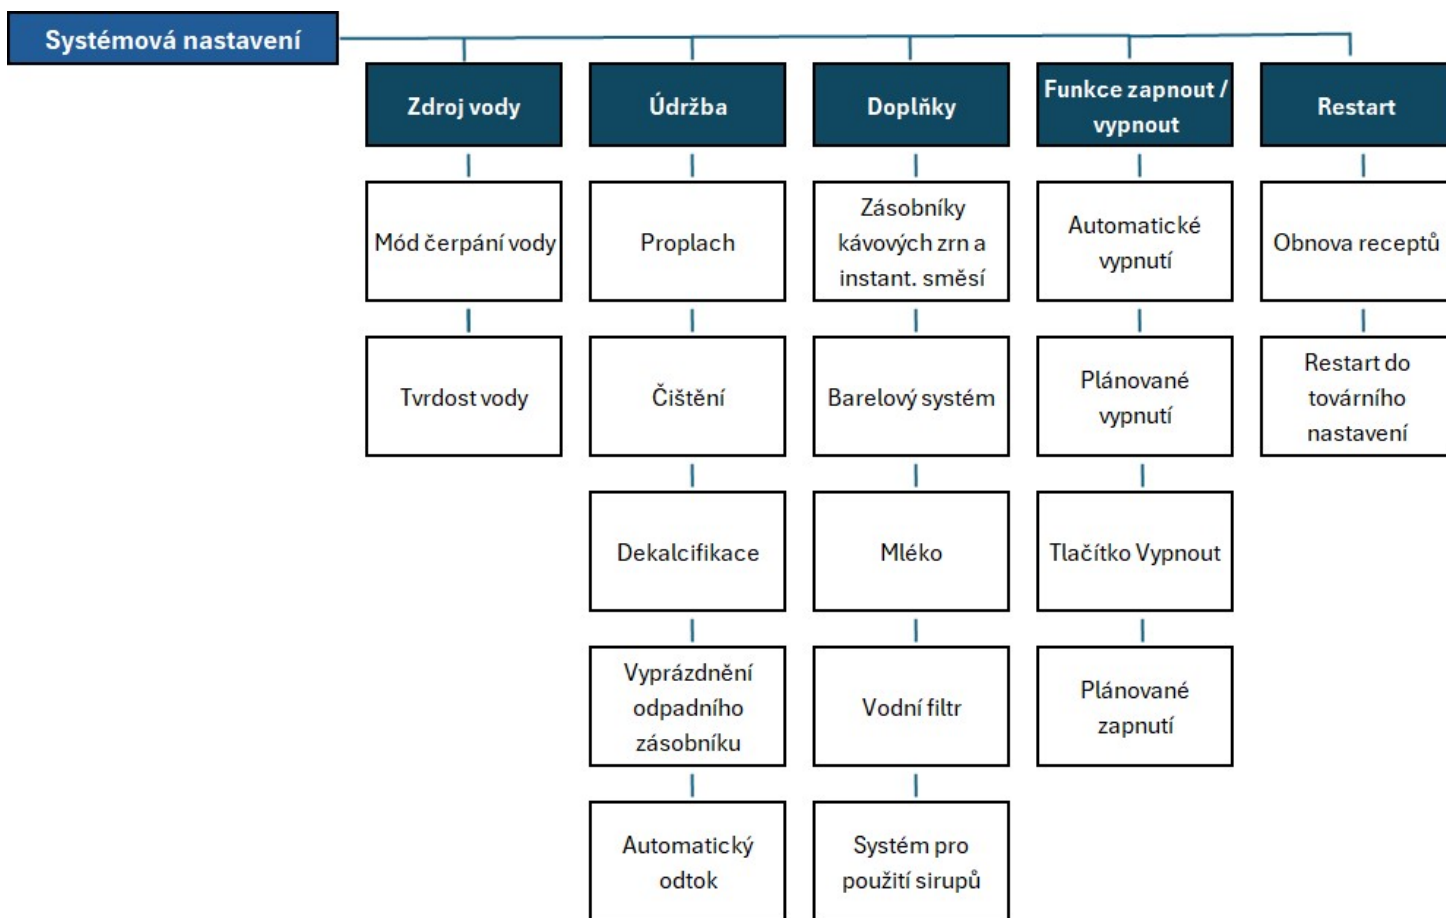 Systémová nastavení
Zdroj vody
Údržba
Doplňky
Funkce zapnout /
vypnout
Restart
Mód čerpání vody
Proplach
Zásobníky
kávových zrn a
instant. směsí
Automatické
vypnutí
Obnova receptů
Tvrdost vody
Čištění
Barelový systém
Plánované
vypnutí
Restart do
továrního
nastavení
Dekalcifikace
Mléko
Tlačítko Vypnout
Vyprázdnění
odpadního
zásobníku
Vodní filtr
Plánované
zapnutí
Automatický
odtok
Systém pro
použití sirupů